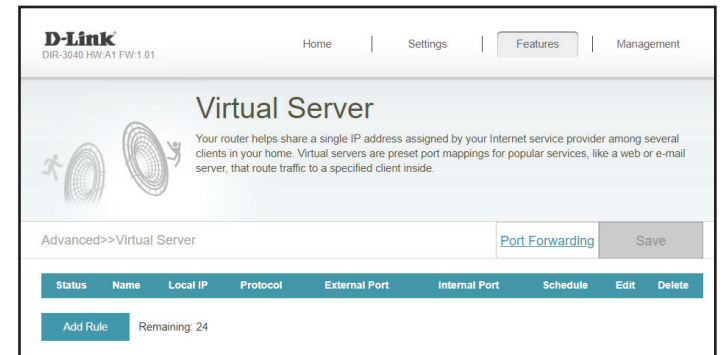 D-Link
DIR-3040 HW:A1 FW:1.01
Home | Settings | Features | Management
Virtual Server
Your router helps share a single IP address assigned by your Internet service provider among several
clients in your home. Virtual servers are preset port mappings for popular services, like a web or e-mail
server, that route traffic to a specified client inside.
Advanced>>Virtual Server Port Forwarding Save
Status Name Local IP Protocol External Port Internal Port Schedule Edit Delete
Add Rule Remaining: 24